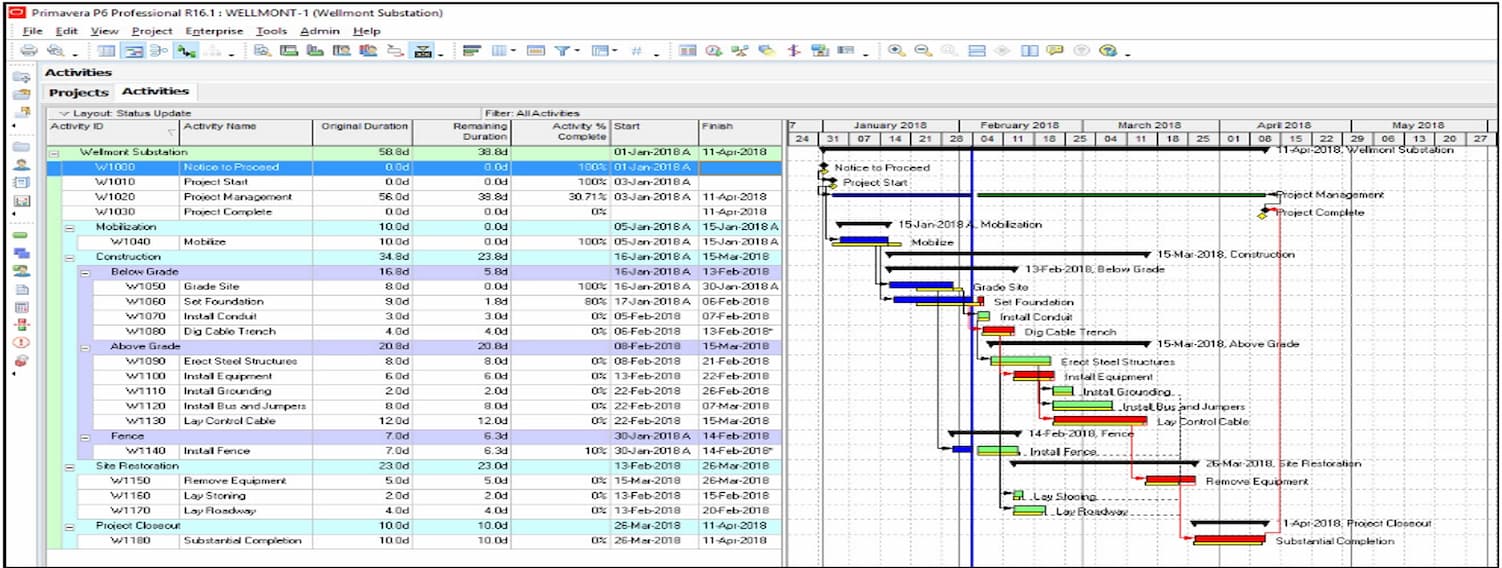 Primavera P6 Professional R16.1 : WELLMONT-1 (Wellmont Substation)
File Edit View Project Enterprise Tools Admin Help
Activities
Projects Activities
Layout: Status Update Filter: All Activities
Activity ID Activity Name Original Duration Remaining Duration Activity % Complete Start Finish
7 January 2018 February 2018 March 2018 April 2018 May 2018
24 31 07 14 21 28 04 11 18 25 04 11 18 25 01 08 15 22 29 06 13 20 27
Wellmont Substation 58.8d 38.8d 01-Jan-2018 A 11-Apr-2018 11-Apr-2018, Wellmont Substation
W1000 Notice to Proceed 0.0d 0.0d 100% 01-Jan-2018 A Notice to Proceed
W1010 Project Start 0.0d 0.0d 100% 03-Jan-2018 A Project Start
W1020 Project Management 56.0d 38.8d 30.71% 03-Jan-2018 A 11-Apr-2018 Project Management
W1030 Project Complete 0.0d 0.0d 0% 11-Apr-2018 Project Complete
Mobilization 10.0d 0.0d 05-Jan-2018 A 15-Jan-2018 A 15-Jan-2018 A, Mobilization
W1040 Mobilize 10.0d 0.0d 100% 05-Jan-2018 A 15-Jan-2018 A Mobilize
Construction 34.8d 23.8d 16-Jan-2018 A 15-Mar-2018 15-Mar-2018, Construction
Below Grade 16.8d 5.8d 16-Jan-2018 A 13-Feb-2018 13-Feb-2018, Below Grade
W1050 Grade Site 8.0d 0.0d 100% 16-Jan-2018 A 30-Jan-2018 A Grade Site
W1060 Set Foundation 9.0d 1.8d 80% 17-Jan-2018 A 06-Feb-2018 Set Foundation
W1070 Install Conduit 3.0d 3.0d 0% 05-Feb-2018 07-Feb-2018 Install Conduit
W1080 Dig Cable Trench 4.0d 4.0d 0% 06-Feb-2018 13-Feb-2018* Dig Cable Trench
Above Grade 20.8d 20.8d 08-Feb-2018 15-Mar-2018 15-Mar-2018, Above Grade
W1090 Erect Steel Structures 8.0d 8.0d 0% 08-Feb-2018 21-Feb-2018 Erect Steel Structures
W1100 Install Equipment 6.0d 6.0d 0% 13-Feb-2018 22-Feb-2018 Install Equipment
W1110 Install Grounding 2.0d 2.0d 0% 22-Feb-2018 26-Feb-2018 Install Grounding
W1120 Install Bus and Jumpers 8.0d 8.0d 0% 22-Feb-2018 07-Mar-2018 Install Bus and Jumpers
W1130 Lay Control Cable 12.0d 12.0d 0% 22-Feb-2018 15-Mar-2018 Lay Control Cable
Fence 7.0d 6.3d 30-Jan-2018 A 14-Feb-2018 14-Feb-2018, Fence
W1140 Install Fence 7.0d 6.3d 10% 30-Jan-2018 A 14-Feb-2018* Install Fence
Site Restoration 23.0d 23.0d 13-Feb-2018 26-Mar-2018 26-Mar-2018, Site Restoration
W1150 Remove Equipment 5.0d 5.0d 0% 15-Mar-2018 26-Mar-2018 Remove Equipment
W1160 Lay Stoning 2.0d 2.0d 0% 13-Feb-2018 15-Feb-2018 Lay Stoning
W1170 Lay Roadway 4.0d 4.0d 0% 13-Feb-2018 20-Feb-2018 Lay Roadway
Project Closeout 10.0d 10.0d 26-Mar-2018 11-Apr-2018 1-Apr-2018, Project Closeout
W1180 Substantial Completion 10.0d 10.0d 0% 26-Mar-2018 11-Apr-2018 Substantial Completion